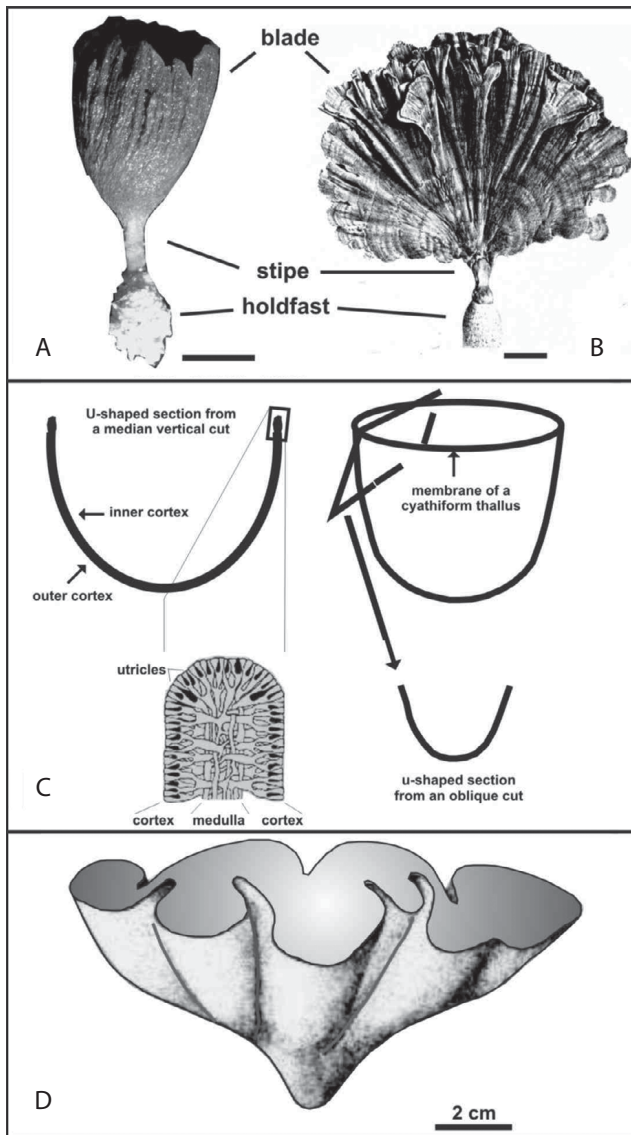 blade
stipe
holdfast
A
B
U-shaped section from
a median vertical cut
inner cortex
outer cortex
membrane of a
cyathiform thallus
utricles
cortex medulla cortex
u-shaped section
from an oblique cut
C
D
2 cm